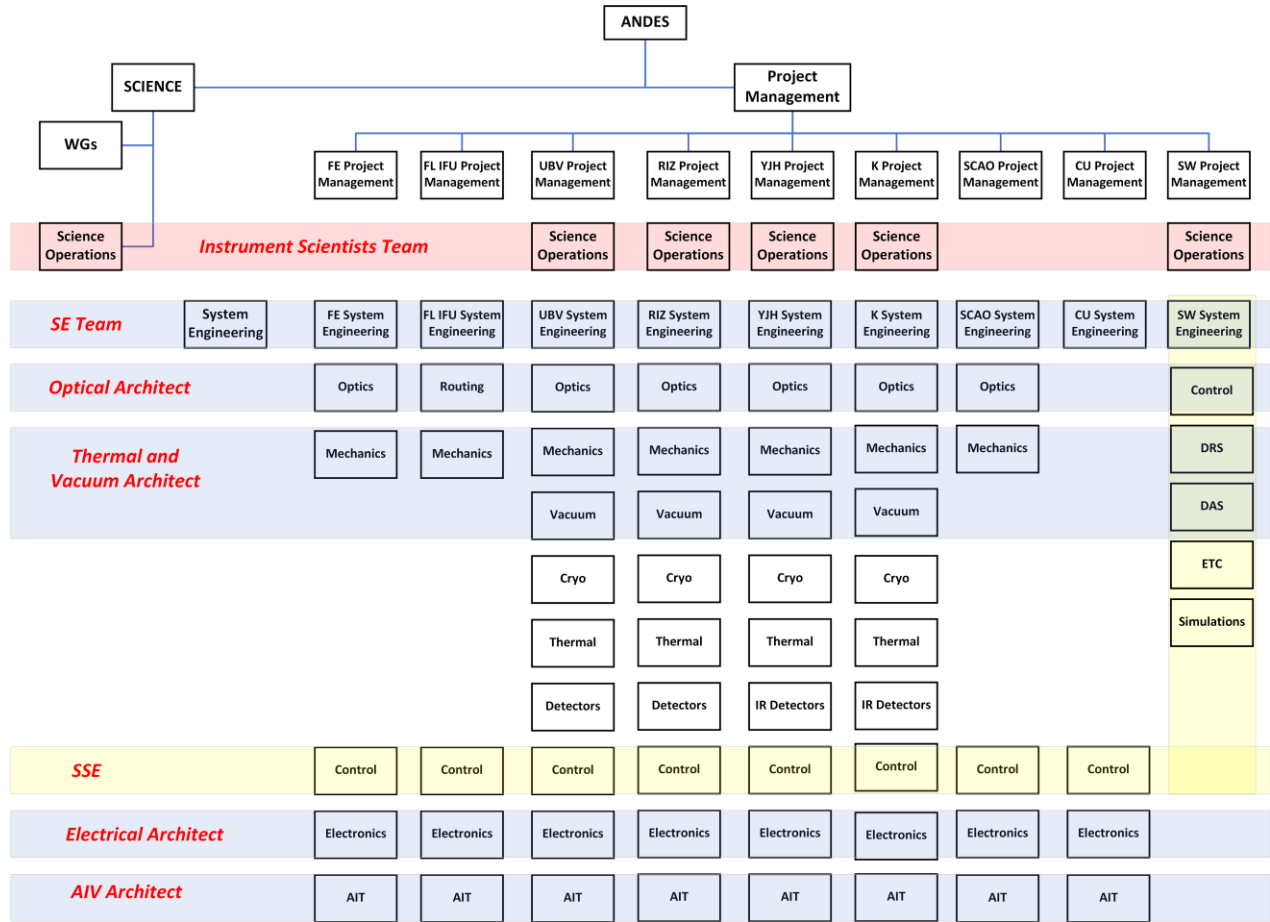 ANDES
SCIENCE
Project
Management
WGs
FE Project
Management
FL IFU Project
Management
UBV Project
Management
RIZ Project
Management
YJH Project
Management
K Project
Management
SCAO Project
Management
CU Project
Management
SW Project
Management
Science
Operations
Instrument Scientists Team
Science
Operations
Science
Operations
Science
Operations
Science
Operations
Science
Operations
SE Team
System
Engineering
FE System
Engineering
FL IFU System
Engineering
UBV System
Engineering
RIZ System
Engineering
YJH System
Engineering
K System
Engineering
SCAO System
Engineering
CU System
Engineering
SW System
Engineering
Optical Architect
Optics
Routing
Optics
Optics
Optics
Optics
Optics
Control
Thermal and
Vacuum Architect
Mechanics
Mechanics
Mechanics
Mechanics
Mechanics
Mechanics
Mechanics
DRS
Vacuum
Vacuum
Vacuum
Vacuum
DAS
Cryo
Cryo
Cryo
Cryo
ETC
Thermal
Thermal
Thermal
Thermal
Simulations
Detectors
Detectors
IR Detectors
IR Detectors
SSE
Control
Control
Control
Control
Control
Control
Control
Control
Electrical Architect
Electronics
Electronics
Electronics
Electronics
Electronics
Electronics
Electronics
Electronics
AIV Architect
AIT
AIT
AIT
AIT
AIT
AIT
AIT
AIT